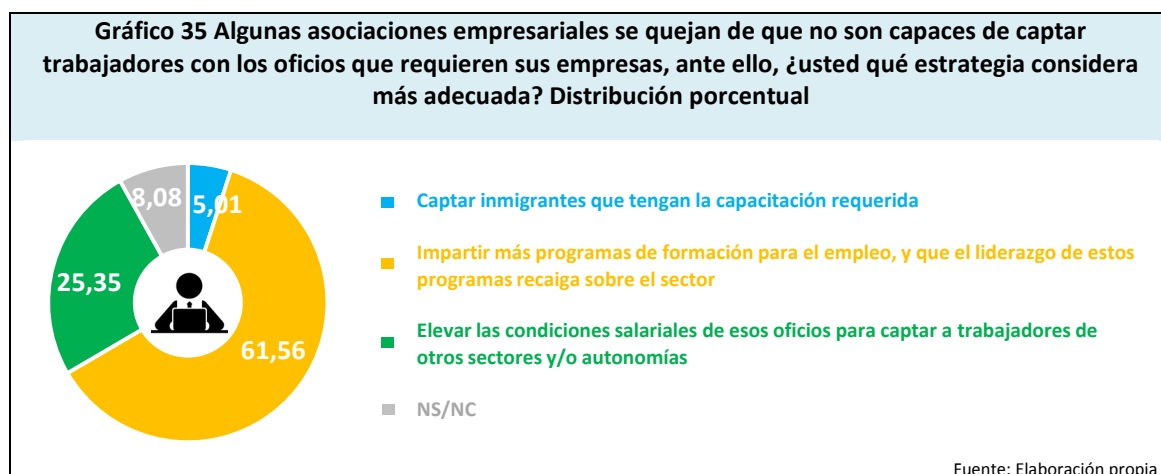 Gráfico 35 Algunas asociaciones empresariales se quejan de que no son capaces de captar
trabajadores con los oficios que requieren sus empresas, ante ello, ¿usted qué estrategia considera
más adecuada? Distribución porcentual
8,08
5,01
25,35
61,56
Captar inmigrantes que tengan la capacitación requerida
Impartir más programas de formación para el empleo, y que el liderazgo de estos
programas recaiga sobre el sector
Elevar las condiciones salariales de esos oficios para captar a trabajadores de
otros sectores y/o autonomías
NS/NC
Fuente: Elaboración propia